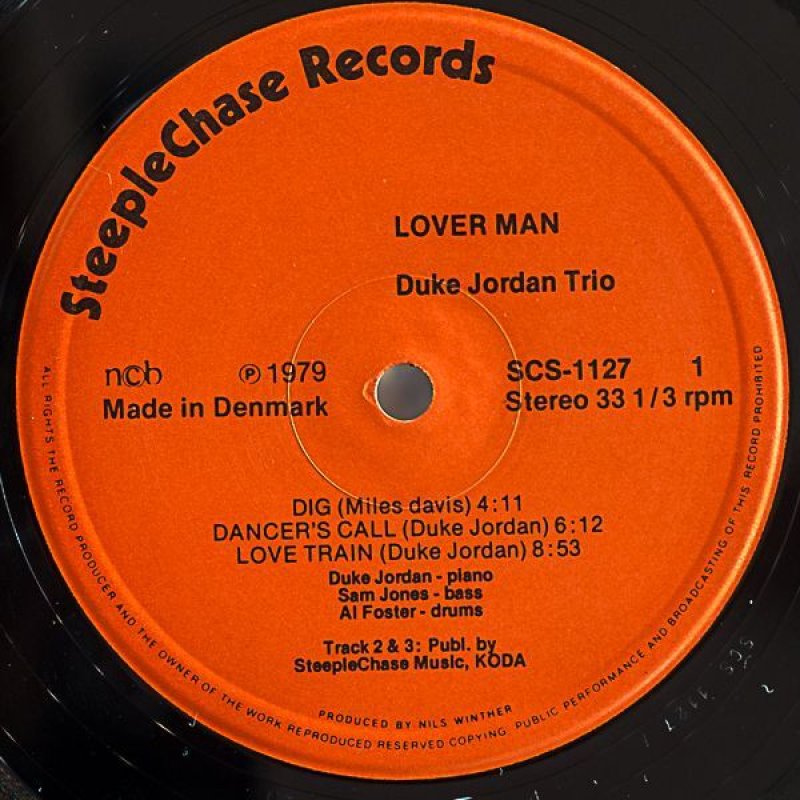 SteepleChase Records
LOVER MAN
Duke Jordan Trio
ncb ℗ 1979
Made in Denmark
SCS-1127 1
Stereo 33 1/3 rpm
DIG (Miles davis) 4:11
DANCER'S CALL (Duke Jordan) 6:12
LOVE TRAIN (Duke Jordan) 8:53
Duke Jordan - piano
Sam Jones - bass
Al Foster - drums
Track 2 & 3: Publ. by
SteepleChase Music, KODA
PRODUCED BY NILS WINTHER
ALL RIGHTS THE RECORD PRODUCER AND THE OWNER OF THE WORK REPRODUCED RESERVED COPYING, PUBLIC PERFORMANCE AND BROADCASTING OF THIS RECORD PROHIBITED
SCS 1127